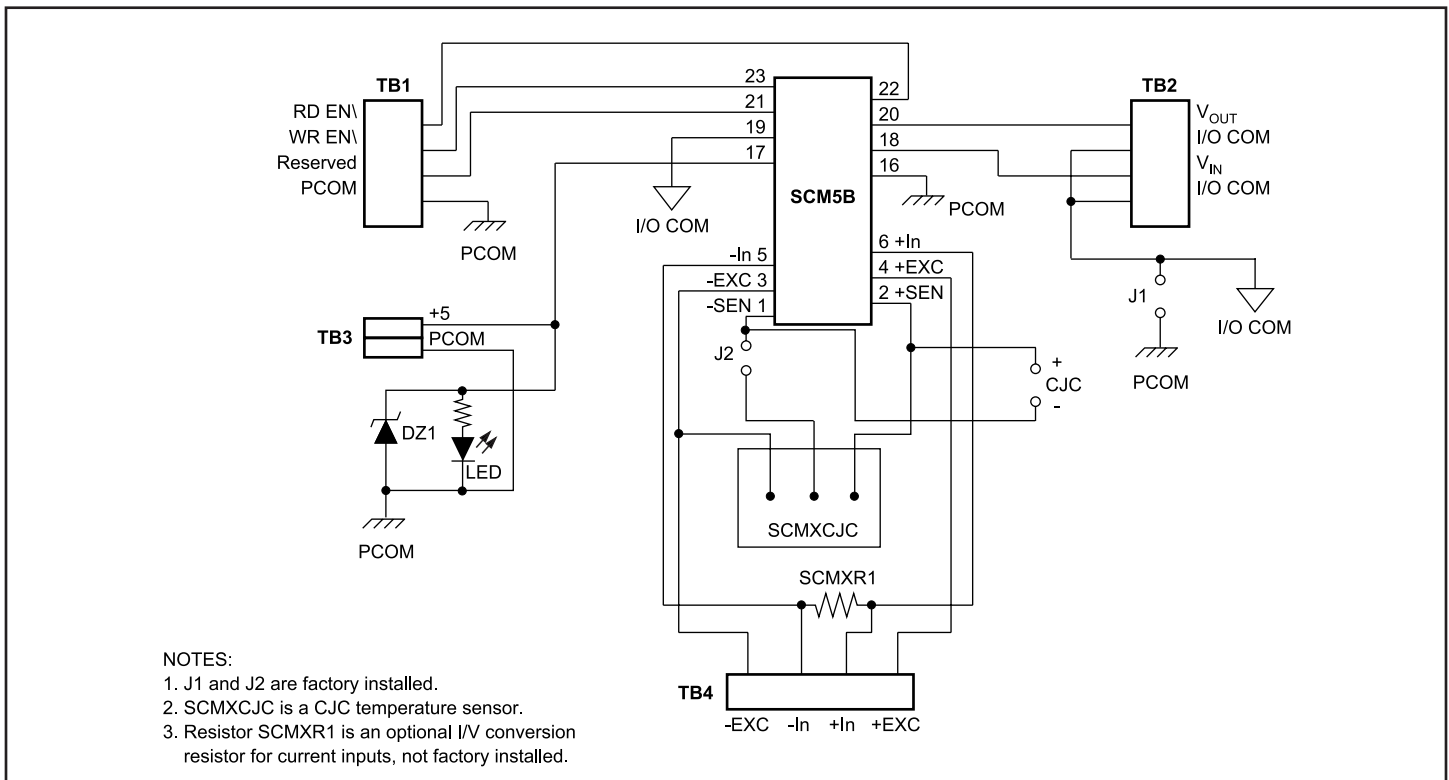 TB1
RD EN\
WR EN\
Reserved
PCOM
PCOM
23
21
19
17
I/O COM
SCM5B
22
20
18
16
PCOM
TB2
V_OUT
I/O COM
V_IN
I/O COM
-In 5
-EXC 3
-SEN 1
6 +In
4 +EXC
2 +SEN
J1
I/O COM
PCOM
TB3
+5
PCOM
DZ1
LED
PCOM
J2
+
CJC
-
SCMXCJC
SCMXR1
TB4
-EXC -In +In +EXC
NOTES:
1. J1 and J2 are factory installed.
2. SCMXCJC is a CJC temperature sensor.
3. Resistor SCMXR1 is an optional I/V conversion
resistor for current inputs, not factory installed.